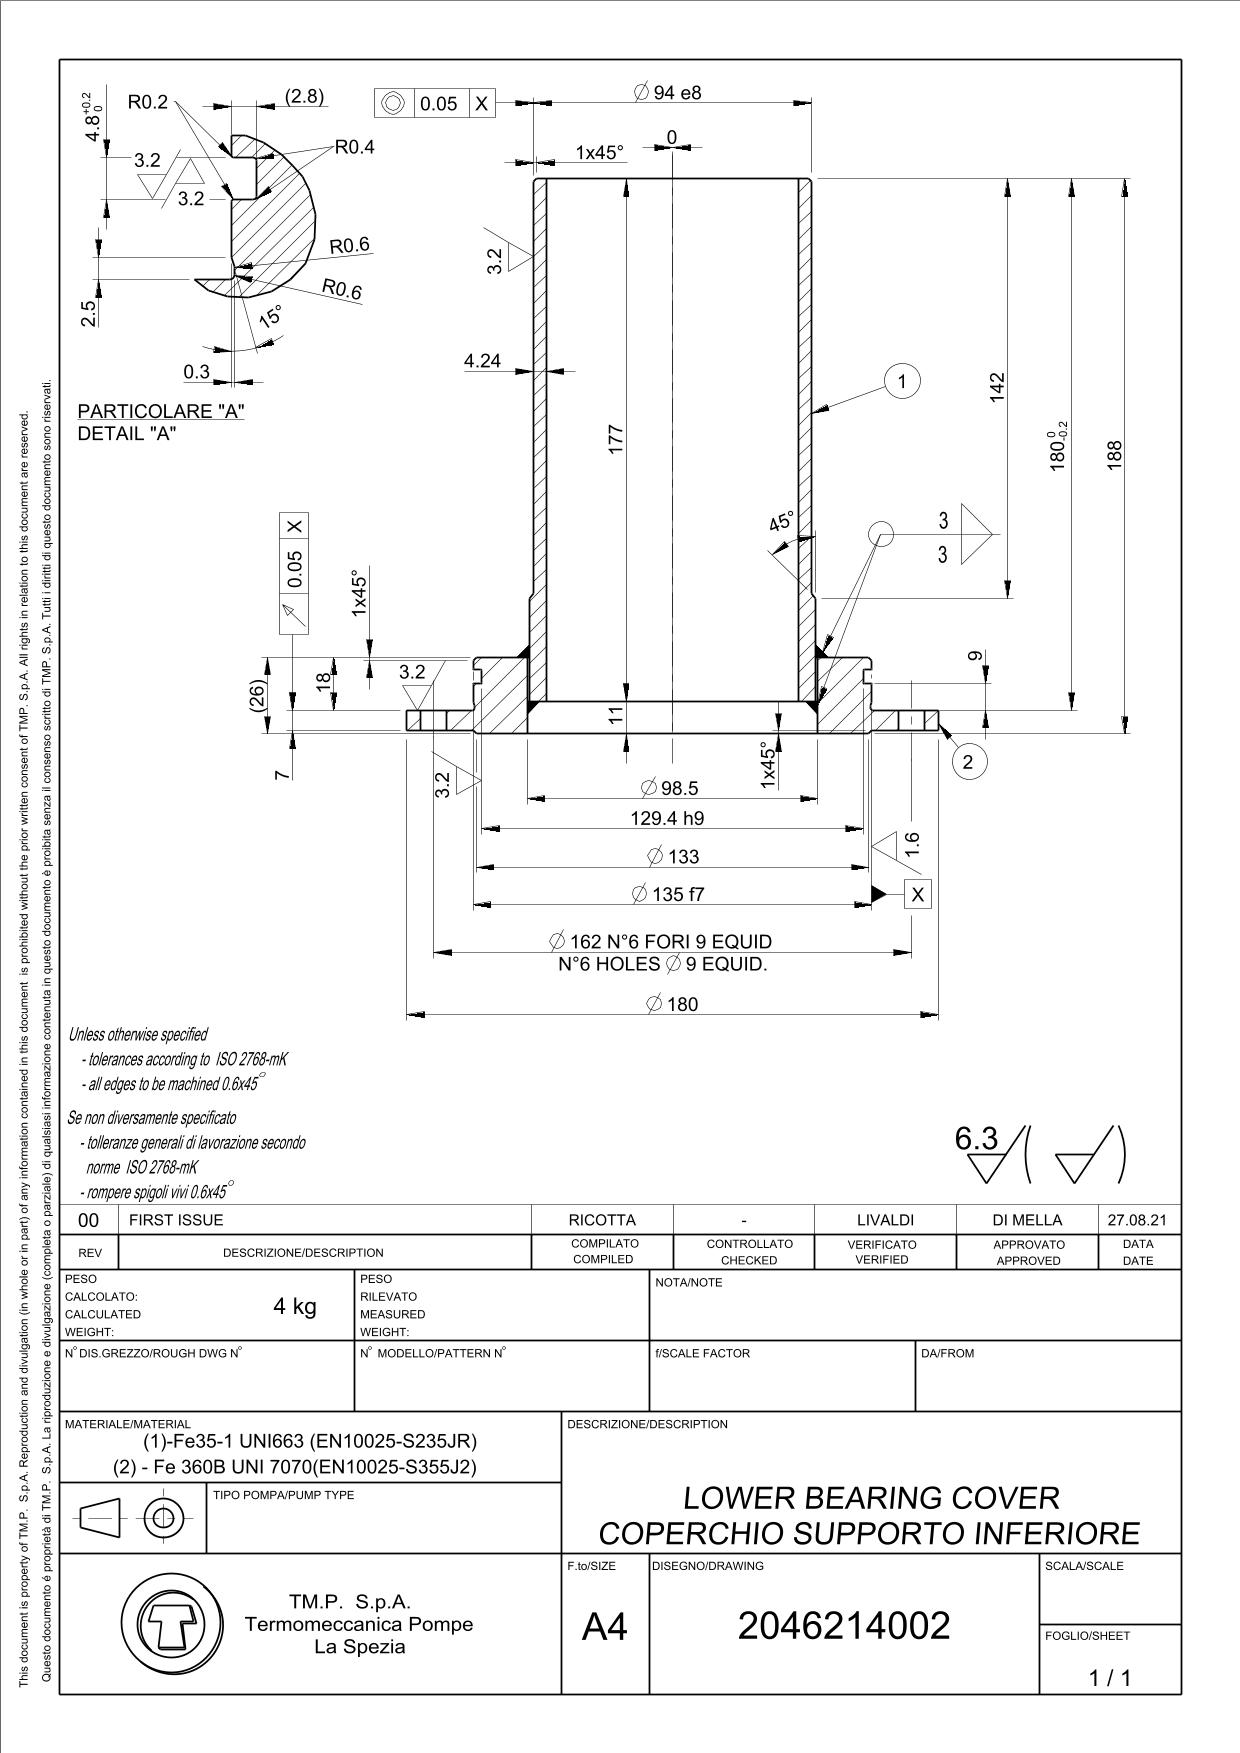 R0.2
(2.8)
4.8 +0.2 0
R0.4
3.2
3.2
R0.6
R0.6
2.5
15°
0.3
PARTICOLARE "A"
DETAIL "A"
0.05 X
Ø 94 e8
0
1x45°
3.2
4.24
177
1
142
180 0 -0.2
188
45°
3
3
0.05 X
1x45°
(26)
18
3.2
9
11
7
3.2
1x45°
2
Ø 98.5
129.4 h9
1.6
Ø 133
Ø 135 f7
X
Ø 162 N°6 FORI 9 EQUID
N°6 HOLES Ø 9 EQUID.
Ø 180
Unless otherwise specified
- tolerances according to ISO 2768-mK
- all edges to be machined 0.6x45°
Se non diversamente specificato
- tolleranze generali di lavorazione secondo
norme ISO 2768-mK
- rompere spigoli vivi 0.6x45°
6.3 ( )
00 FIRST ISSUE RICOTTA - LIVALDI DI MELLA 27.08.21
REV DESCRIZIONE/DESCRIPTION COMPILATO CONTROLLATO VERIFICATO APPROVATO DATA
COMPILED CHECKED VERIFIED APPROVED DATE
PESO
CALCOLATO:
CALCULATED
WEIGHT:
4 kg
PESO
RILEVATO
MEASURED
WEIGHT:
NOTA/NOTE
N° DIS.GREZZO/ROUGH DWG N°
N° MODELLO/PATTERN N°
f/SCALE FACTOR
DA/FROM
MATERIALE/MATERIAL
(1)-Fe35-1 UNI663 (EN10025-S235JR)
(2) - Fe 360B UNI 7070(EN10025-S355J2)
DESCRIZIONE/DESCRIPTION
LOWER BEARING COVER
COPERCHIO SUPPORTO INFERIORE
TIPO POMPA/PUMP TYPE
TM.P. S.p.A.
Termomeccanica Pompe
La Spezia
F.to/SIZE
A4
DISEGNO/DRAWING
2046214002
SCALA/SCALE
FOGLIO/SHEET
1 / 1
This document is property of TM.P. S.p.A. Reproduction and divulgation (in whole or in part) of any information contained in this document is prohibited without the prior written consent of TMP. S.p.A. All rights in relation to this document are reserved.
Questo documento é proprietà di TM.P. S.p.A. La riproduzione e divulgazione (completa o parziale) di qualsiasi informazione contenuta in questo documento è proibita senza il consenso scritto di TMP. S.p.A. Tutti i diritti di questo documento sono riservati.